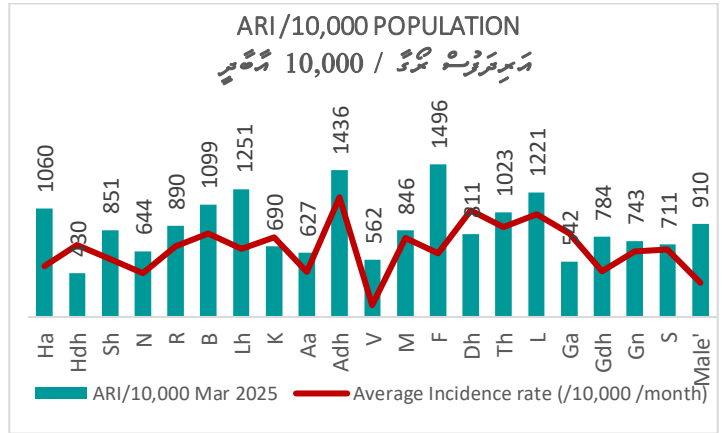 ARI /10,000 POPULATION
އަރިދަފުސް ރޯގާ / 10,000 އާބާދީ
1060
430
851
644
890
1099
1251
690
627
1436
562
846
1496
811
1023
1221
542
784
743
711
910
Ha
Hdh
Sh
N
R
B
Lh
K
Aa
Adh
V
M
F
Dh
Th
L
Ga
Gdh
Gn
S
Male'
ARI/10,000 Mar 2025
Average Incidence rate (/10,000 /month)